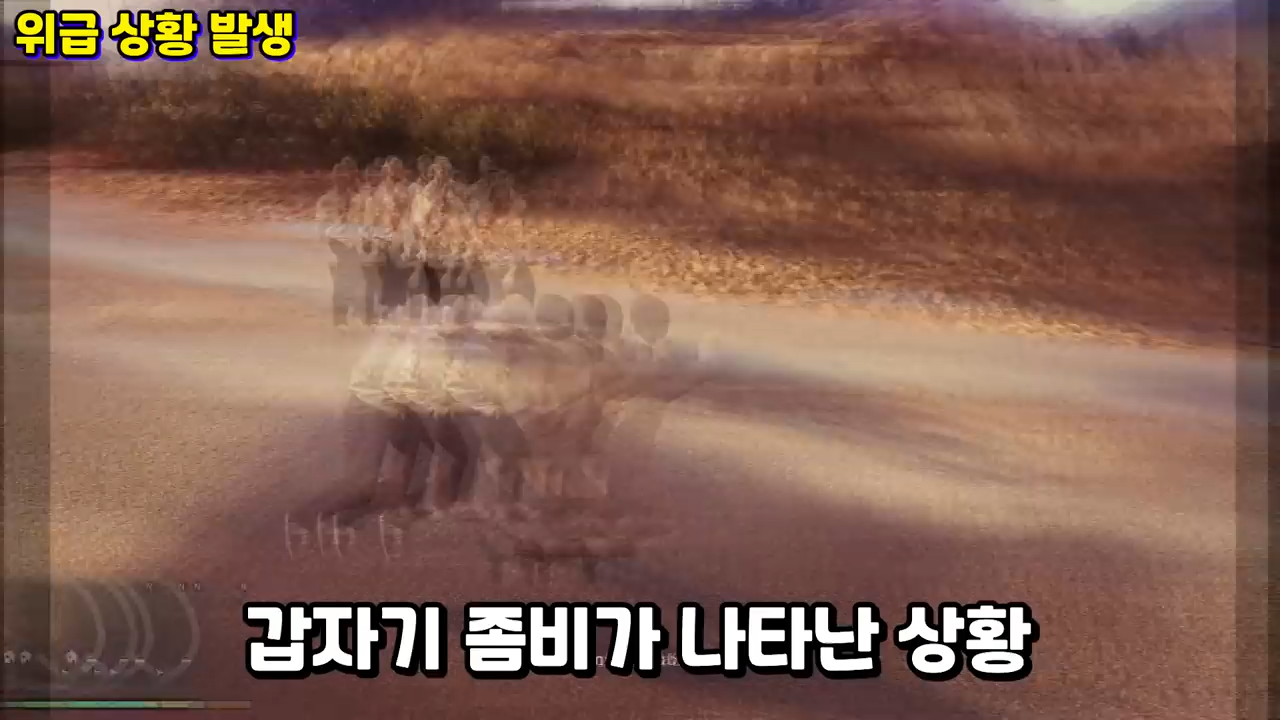 위급 상황 발생
갑자기 좀비가 나타난 상황